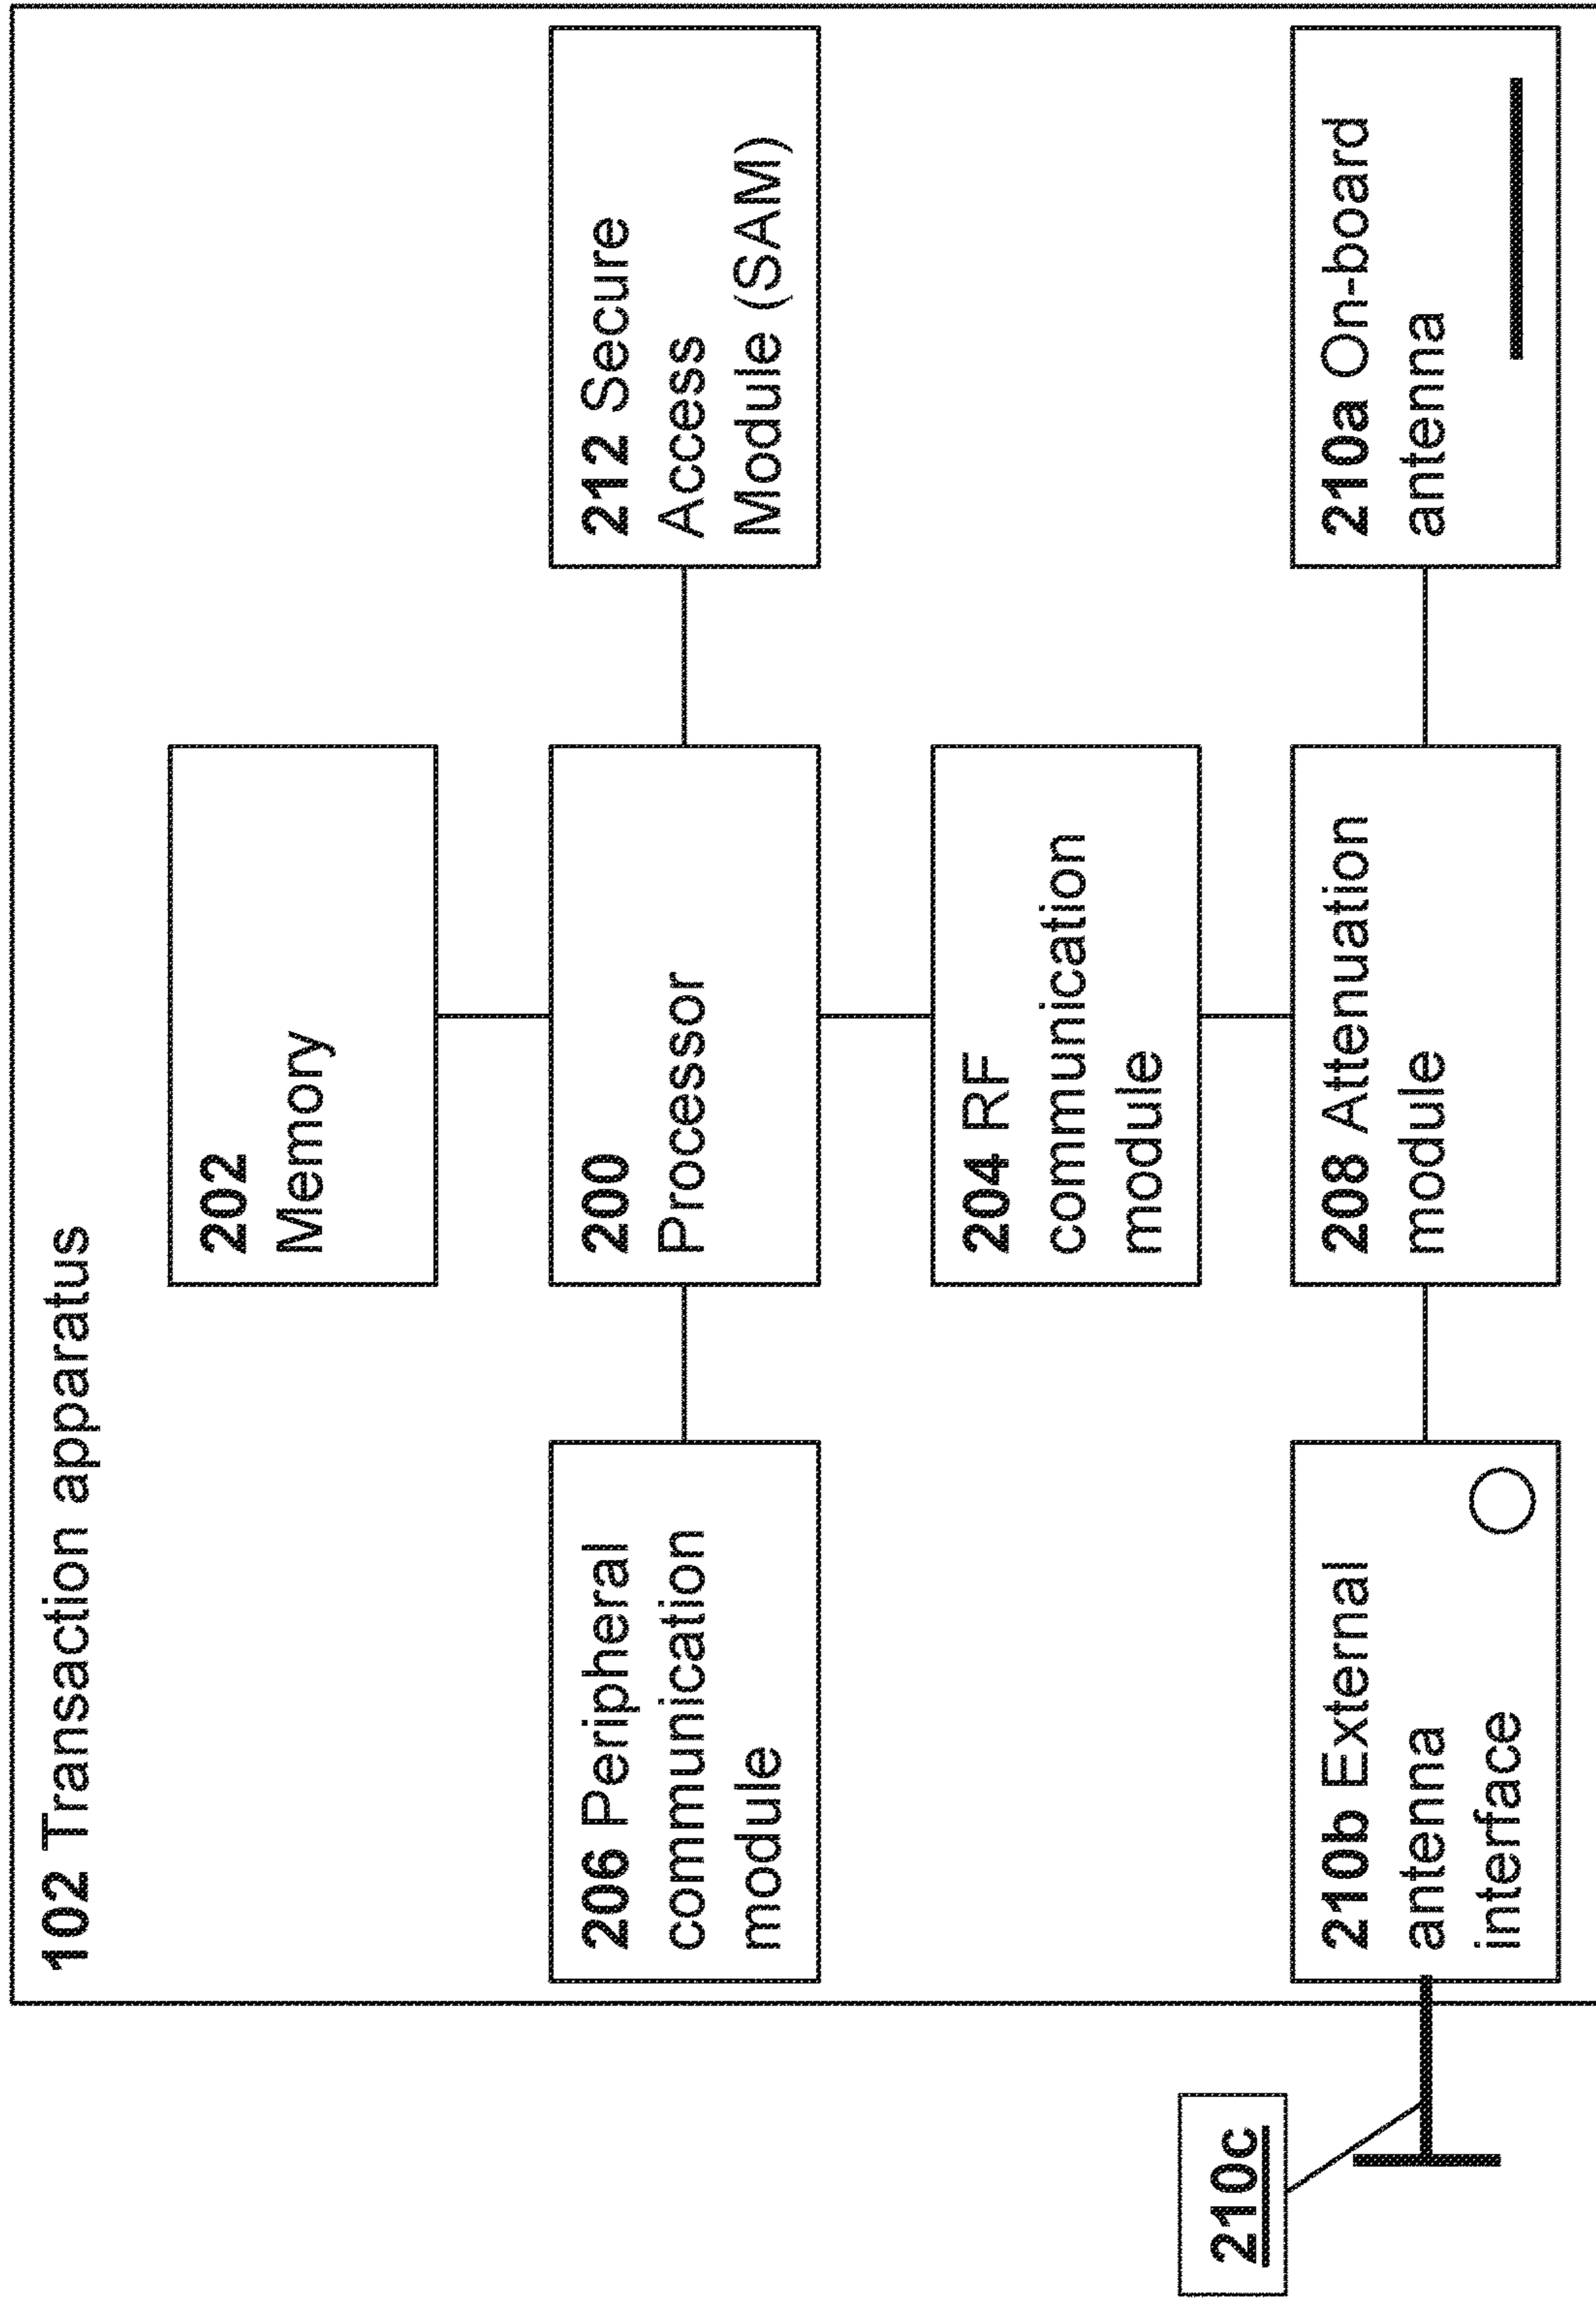 102 Transaction apparatus
202
Memory
206 Peripheral
communication
module
200
Processor
212 Secure
Access
Module (SAM)
204 RF
communication
module
210c
210b External
antenna
interface
208 Attenuation
module
210a On-board
antenna